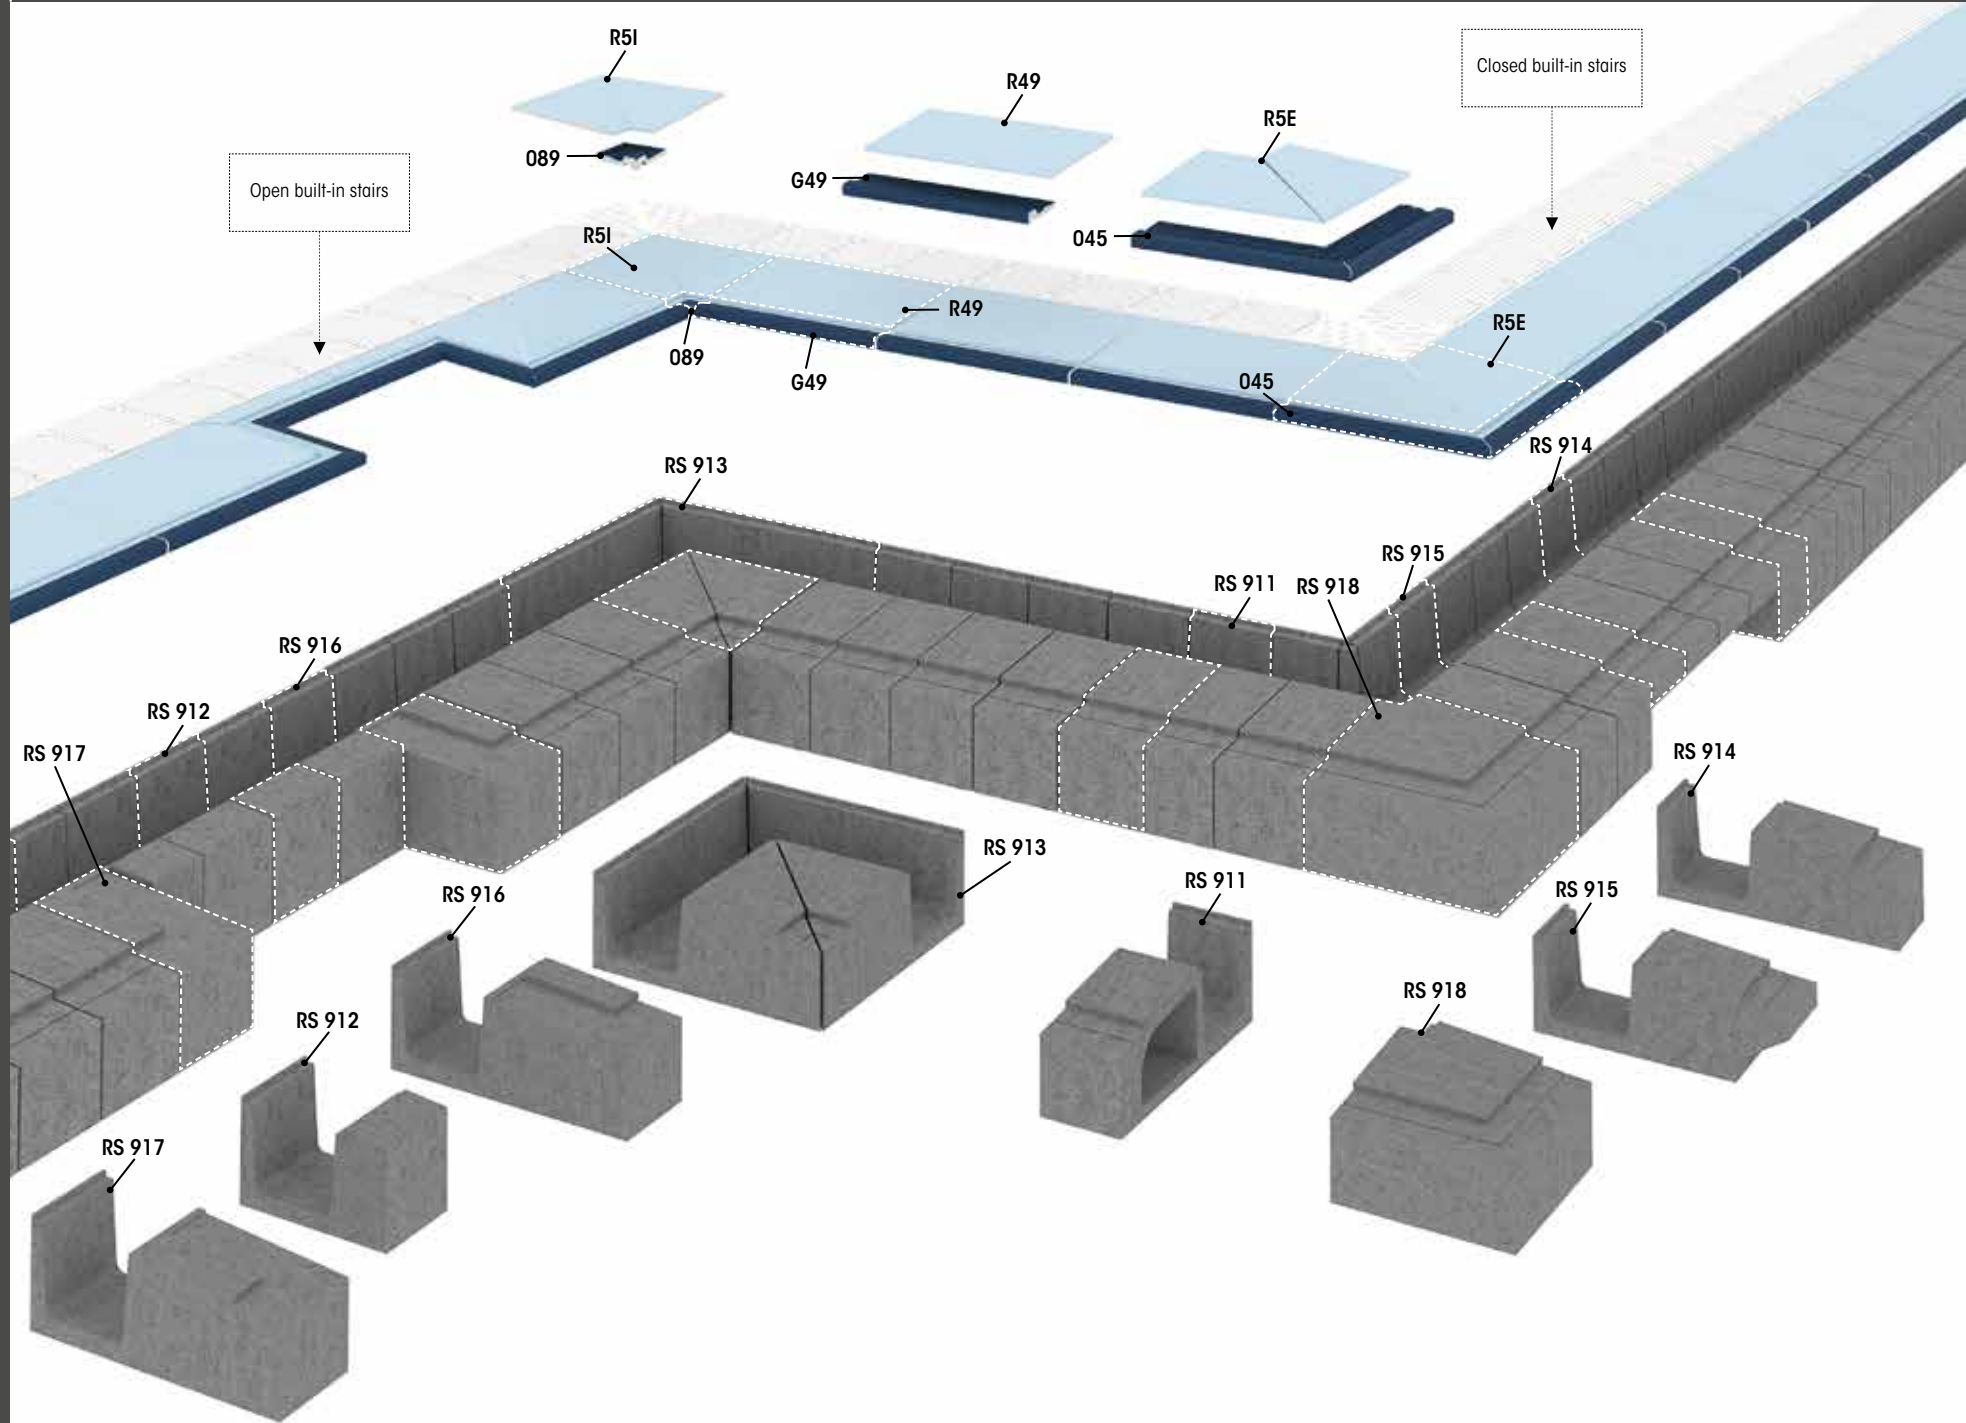 R5I
R49
Closed built-in stairs
R5E
089
G49
Open built-in stairs
045
R5I
R49
R5E
089
G49
045
RS 914
RS 913
RS 915
RS 911
RS 918
RS 916
RS 912
RS 917
RS 914
RS 913
RS 911
RS 915
RS 916
RS 918
RS 912
RS 917